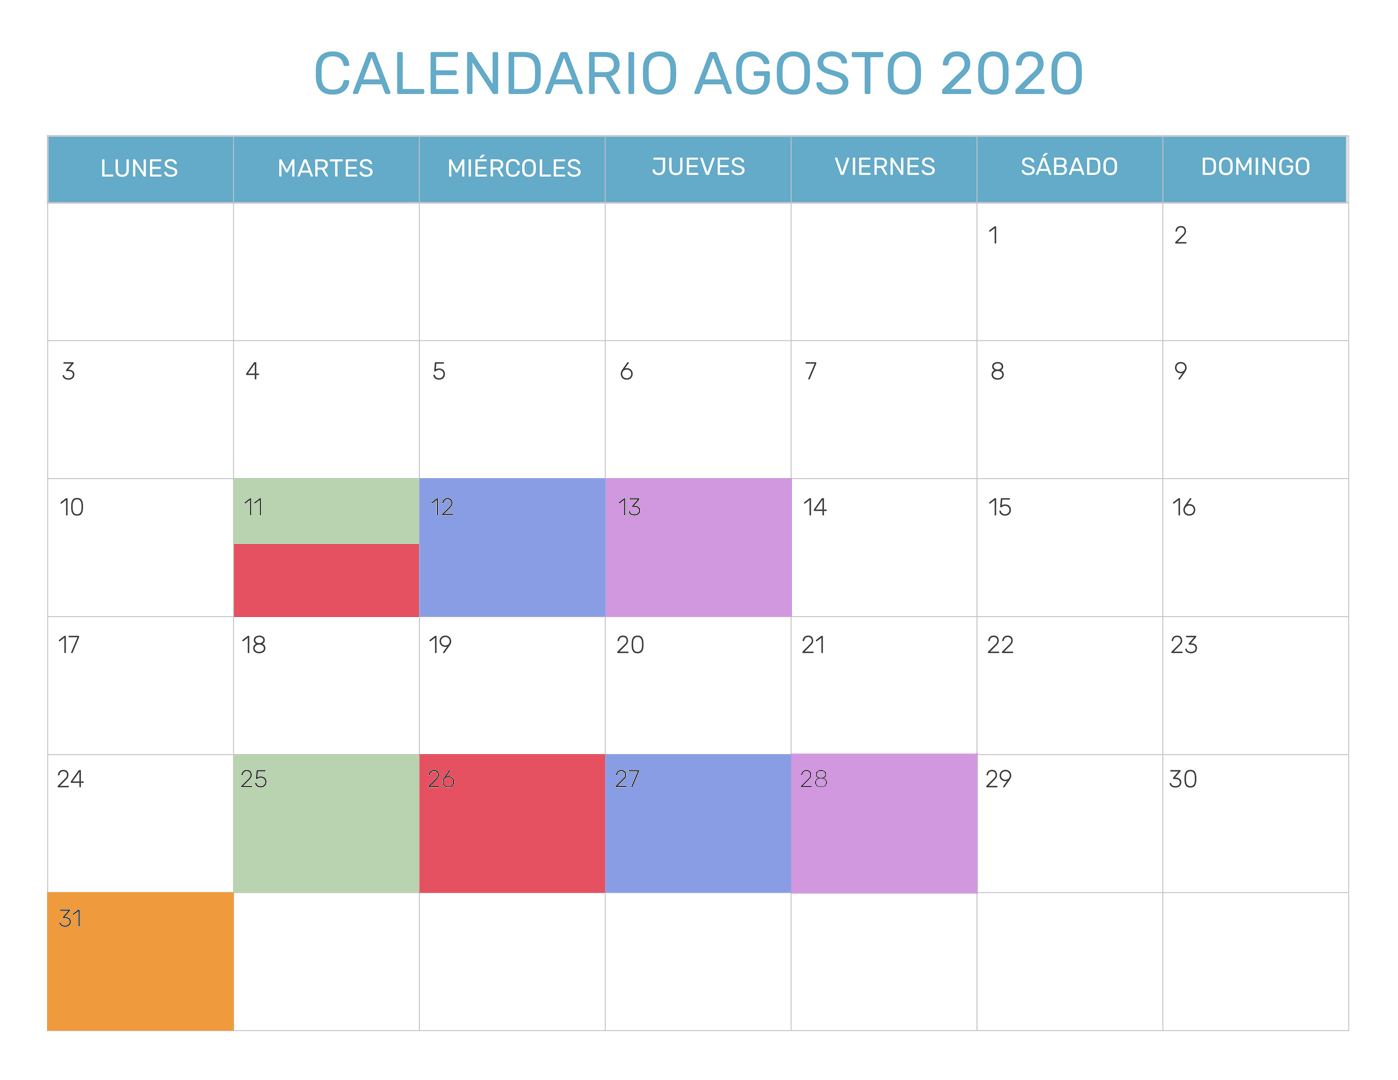 CALENDARIO AGOSTO 2020
LUNES MARTES MIÉRCOLES JUEVES VIERNES SÁBADO DOMINGO
1 2
3 4 5 6 7 8 9
10 11 12 13 14 15 16
17 18 19 20 21 22 23
24 25 26 27 28 29 30
31